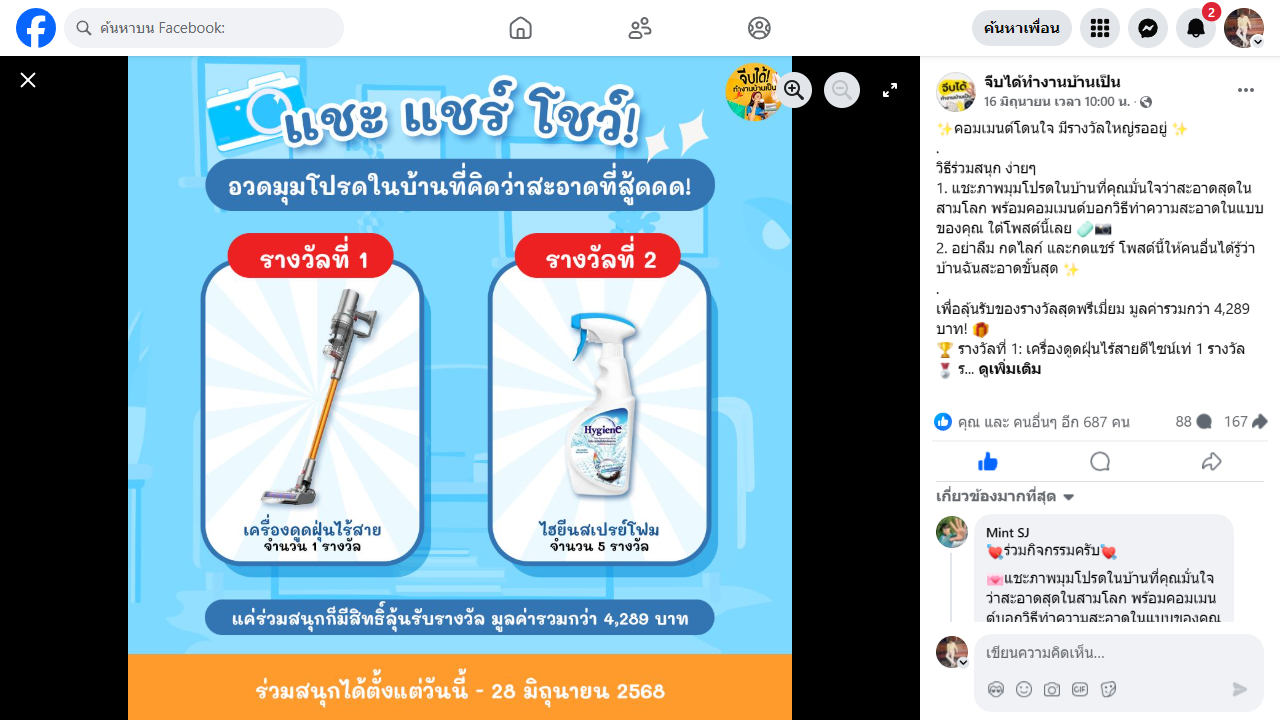 ค้นหาบน Facebook:
ค้นหาเพื่อน
2
แชะ แชร์ โชว์!
จีบได้!
ทำงานบ้านเป็น
อวดมุมโปรดในบ้านที่คิดว่าสะอาดที่สู้ดดด!
รางวัลที่ 1
รางวัลที่ 2
Hygiene
เครื่องดูดฝุ่นไร้สาย
จำนวน 1 รางวัล
ไฮยีนสเปรย์โฟม
จำนวน 5 รางวัล
แค่ร่วมสนุกก็มีสิทธิ์ลุ้นรับรางวัล มูลค่ารวมกว่า 4,289 บาท
ร่วมสนุกได้ตั้งแต่วันนี้ - 28 มิถุนายน 2568
จีบได้ทำงานบ้านเป็น
16 มิถุนายน เวลา 10:00 น. ·
✨คอมเมนต์โดนใจ มีรางวัลใหญ่รออยู่ ✨
.
วิธีร่วมสนุก ง่ายๆ
1. แชะภาพมุมโปรดในบ้านที่คุณมั่นใจว่าสะอาดสุดใน
สามโลก พร้อมคอมเมนต์บอกวิธีทำความสะอาดในแบบ
ของคุณ ใต้โพสต์นี้เลย 🧼📷
2. อย่าลืม กดไลก์ และกดแชร์ โพสต์นี้ให้คนอื่นได้รู้ว่า
บ้านฉันสะอาดขั้นสุด ✨
.
เพื่อลุ้นรับของรางวัลสุดพรีเมี่ยม มูลค่ารวมกว่า 4,289
บาท! 🎁
🏆 รางวัลที่ 1: เครื่องดูดฝุ่นไร้สายดีไซน์เท่ 1 รางวัล
🥈 ร... ดูเพิ่มเติม
คุณ และ คนอื่นๆ อีก 687 คน
88
167
เกี่ยวข้องมากที่สุด
Mint SJ
💘ร่วมกิจกรรมครับ💘
💌แชะภาพมุมโปรดในบ้านที่คุณมั่นใจ
ว่าสะอาดสุดในสามโลก พร้อมคอมเมน
ต์บอกวิธีทำความสะอาดในแบบของคุณ
เขียนความคิดเห็น...
GIF